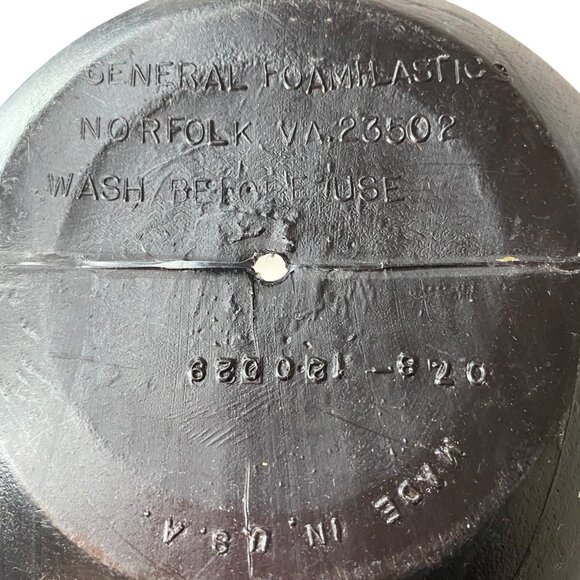 GENERAL FOAMPLASTICS
NORFOLK VA.23502
WASH BEFORE USE
MADE IN U.S.A.